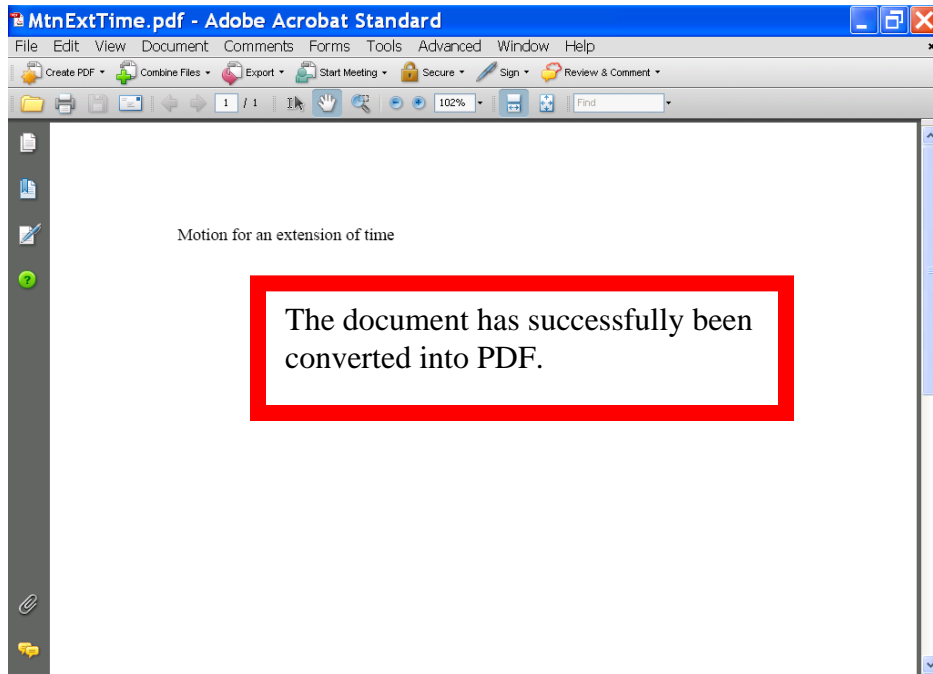 MtnExtTime.pdf - Adobe Acrobat Standard
File Edit View Document Comments Forms Tools Advanced Window Help
Create PDF Combine Files Export Start Meeting Secure Sign Review & Comment
1 / 1 102% Find
Motion for an extension of time
The document has successfully been
converted into PDF.